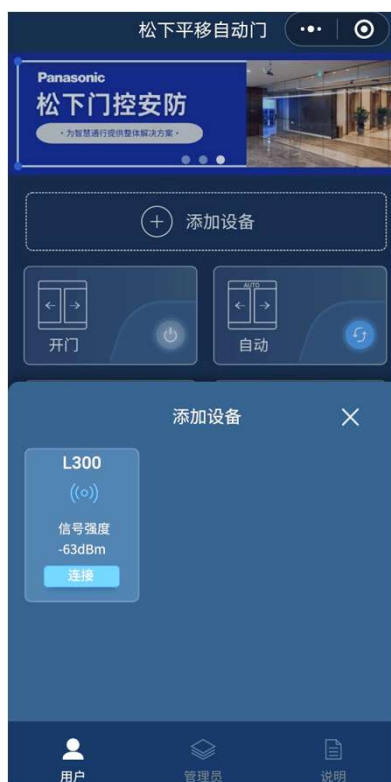 松下平移自动门
Panasonic
松下门控安防
·为智慧通行提供整体解决方案·
添加设备
开门
AUTO
自动
添加设备
L300
信号强度
-63dBm
连接
用户
管理员
说明